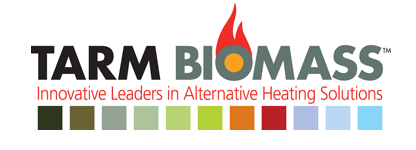 TARM BIOMASS™
Innovative Leaders in Alternative Heating Solutions